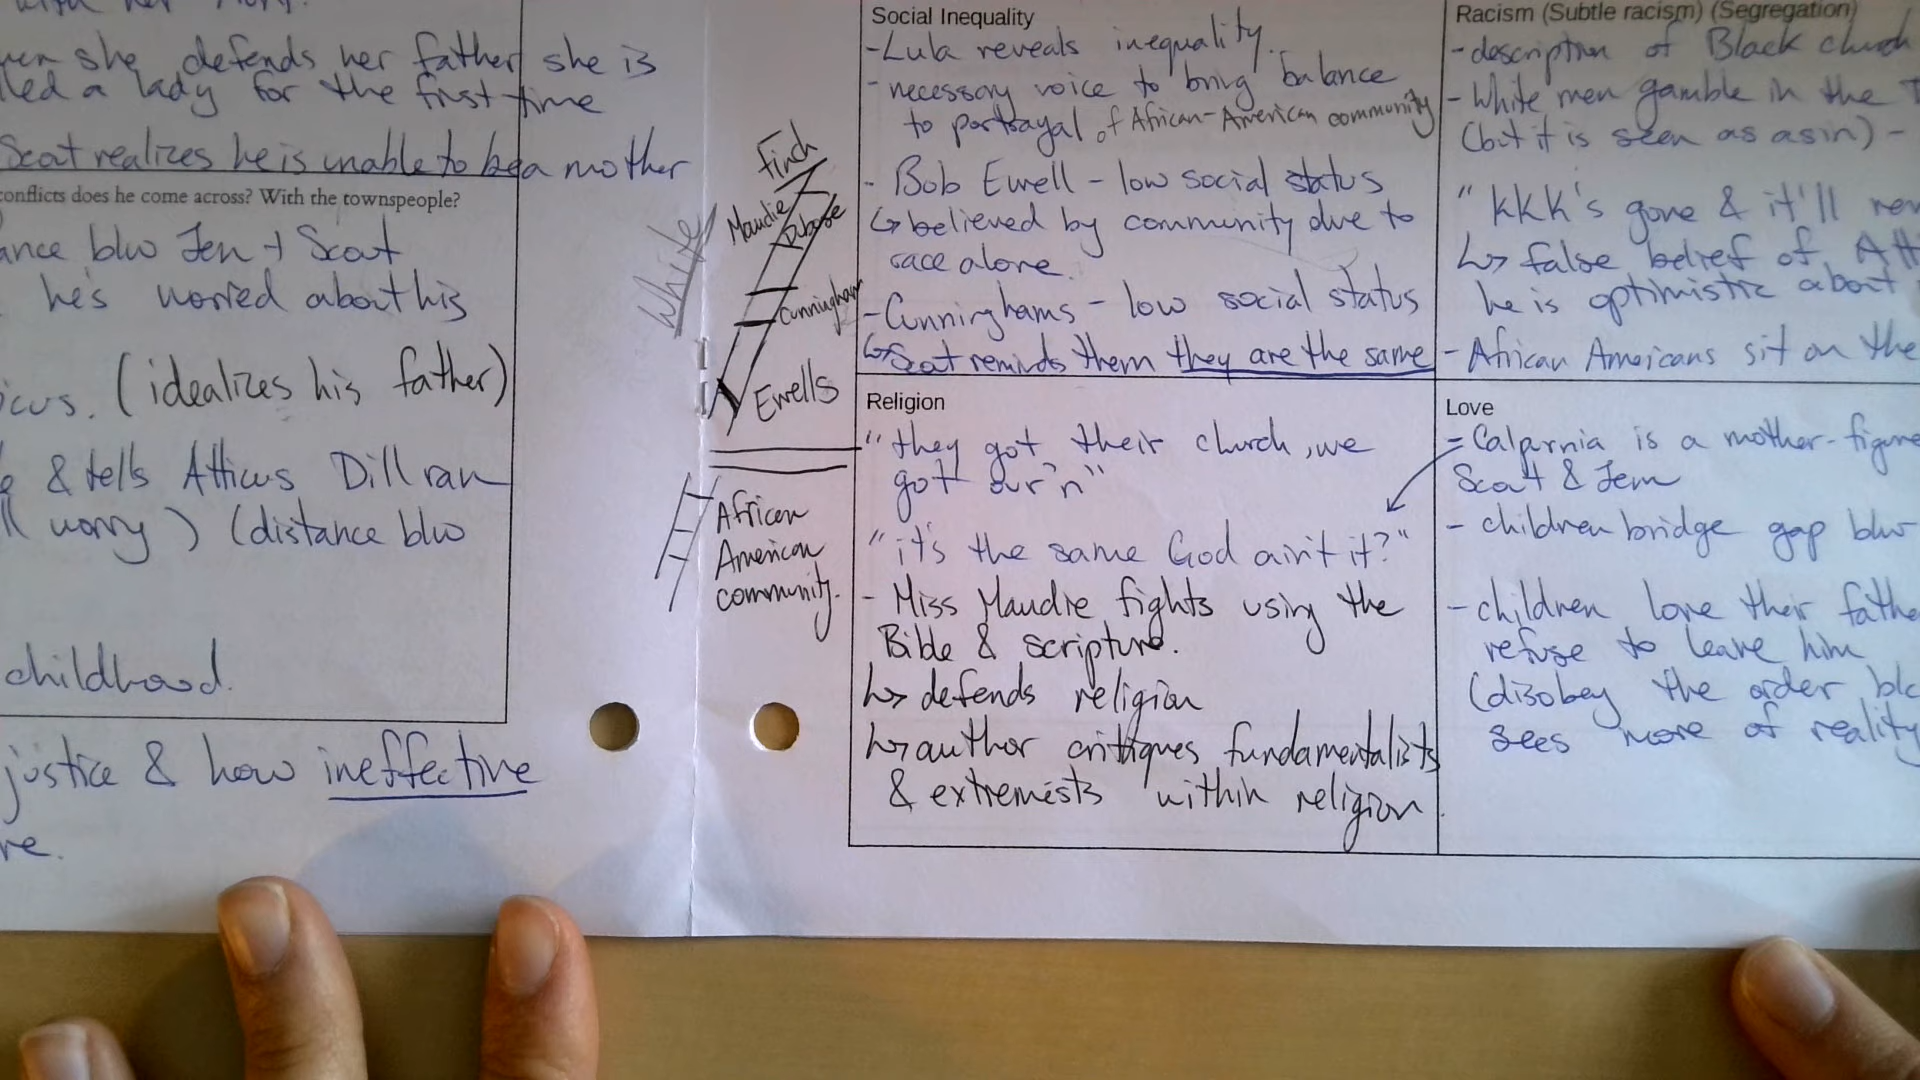 with her
she defends her father she is
a lady for the first time
Scout realizes he is unable to be a mother
conflicts does he come across? With the townspeople?
blw Jem + Scout
he's worried about his
(idealizes his father)
& tells Atticus Dill ran
worry) (distance blw
childhood.
justice & how ineffective
White
Finch
Maudie
Dubose
Cunningham
Ewells
African
American
community.
Social Inequality
- Lula reveals inequality.
- necessary voice to bring balance
to portrayal of African-American community
- Bob Ewell - low social status
↳ believed by community due to
race alone.
- Cunninghams - low social status
↳ Scout reminds them they are the same
Religion
"they got their church, we
got our'n"
"it's the same God ain't it?"
- Miss Maudie fights using the
Bible & scripture.
↳ defends religion
↳ author critiques fundamentalists
& extremists within religion.
Racism (Subtle racism) (Segregation)
- description of Black church
- White men gamble in the
(but it is seen as a sin) -
"KKK's gone & it'll
↳ false belief of
he is optimistic about
- African Americans sit on the
Love
- Calpurnia is a mother-figure
Scout & Jem
- children bridge gap blw
- children love their
refuse to leave him
(disobey the order
sees more of reality